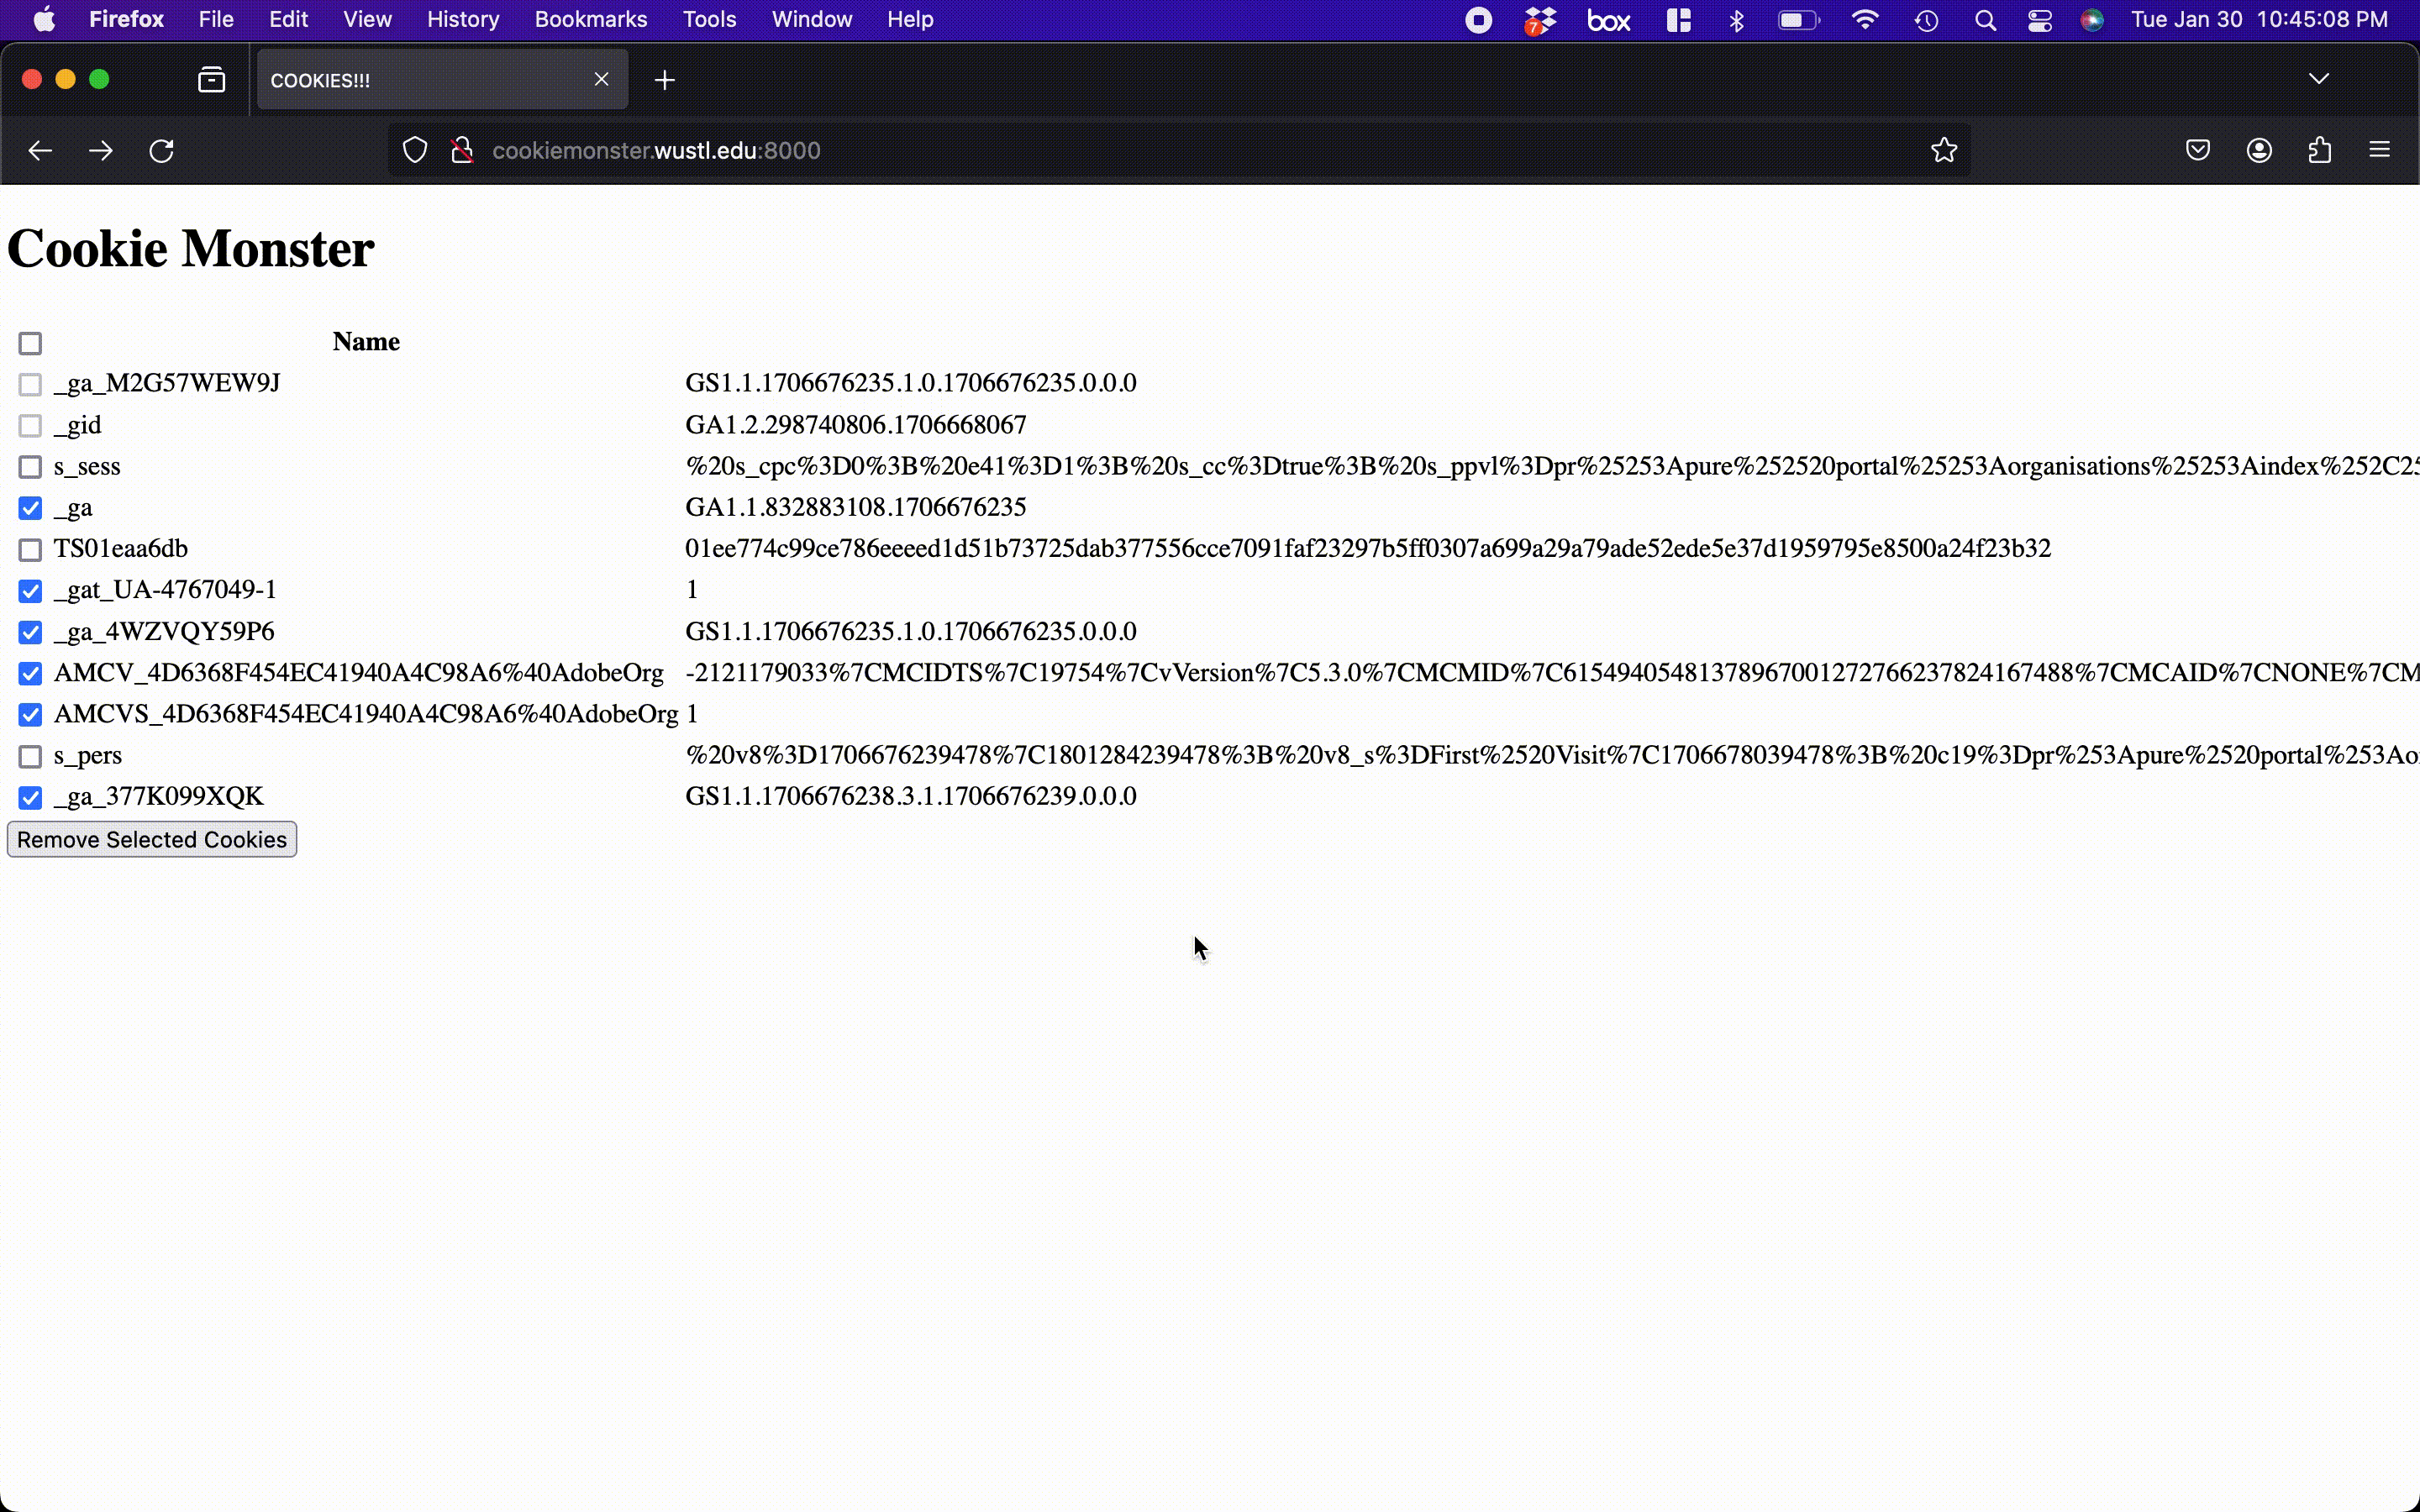 Firefox File Edit View History Bookmarks Tools Window Help 7 box Tue Jan 30 10:45:08 PM
COOKIES!!!
cookiemonster.wustl.edu:8000
Cookie Monster
Name
_ga_M2G57WEW9J GS1.1.1706676235.1.0.1706676235.0.0.0
_gid GA1.2.298740806.1706668067
s_sess %20s_cpc%3D0%3B%20e41%3D1%3B%20s_cc%3Dtrue%3B%20s_ppvl%3Dpr%25253Apure%252520portal%25253Aorganisations%25253Aindex%252C25
_ga GA1.1.832883108.1706676235
TS01eaa6db 01ee774c99ce786eeeed1d51b73725dab377556cce7091faf23297b5ff0307a699a29a79ade52ede5e37d1959795e8500a24f23b32
_gat_UA-4767049-1 1
_ga_4WZVQY59P6 GS1.1.1706676235.1.0.1706676235.0.0.0
AMCV_4D6368F454EC41940A4C98A6%40AdobeOrg -2121179033%7CMCIDTS%7C19754%7CvVersion%7C5.3.0%7CMCMID%7C61549405481378967001272766237824167488%7CMCAID%7CNONE%7CM
AMCVS_4D6368F454EC41940A4C98A6%40AdobeOrg 1
s_pers %20v8%3D1706676239478%7C1801284239478%3B%20v8_s%3DFirst%2520Visit%7C1706678039478%3B%20c19%3Dpr%253Apure%2520portal%253Ao
_ga_377K099XQK GS1.1.1706676238.3.1.1706676239.0.0.0
Remove Selected Cookies